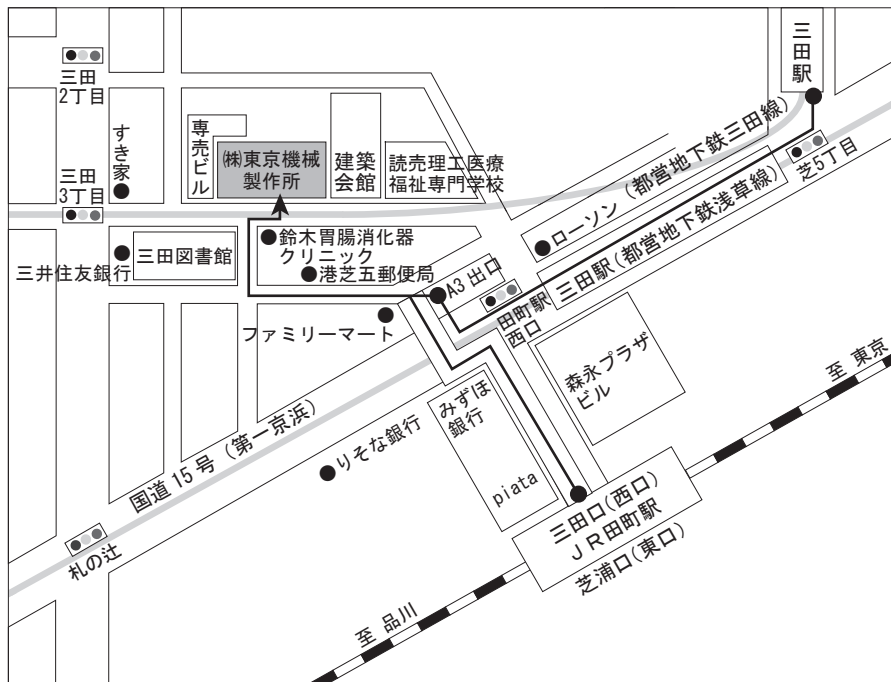 三田
2丁目
三田駅
すき家
専売ビル
㈱東京機械
製作所
建築
会館
読売理工医療
福祉専門学校
ローソン
(都営地下鉄三田線)
芝5丁目
三田
3丁目
三井住友銀行
三田図書館
鈴木胃腸消化器
クリニック
港芝五郵便局
A3出口
三田駅(都営地下鉄浅草線)
田町駅
西口
ファミリーマート
森永プラザ
ビル
至 東京
みずほ
銀行
国道15号(第一京浜)
りそな銀行
piata
三田口(西口)
JR田町駅
芝浦口(東口)
札の辻
至 品川